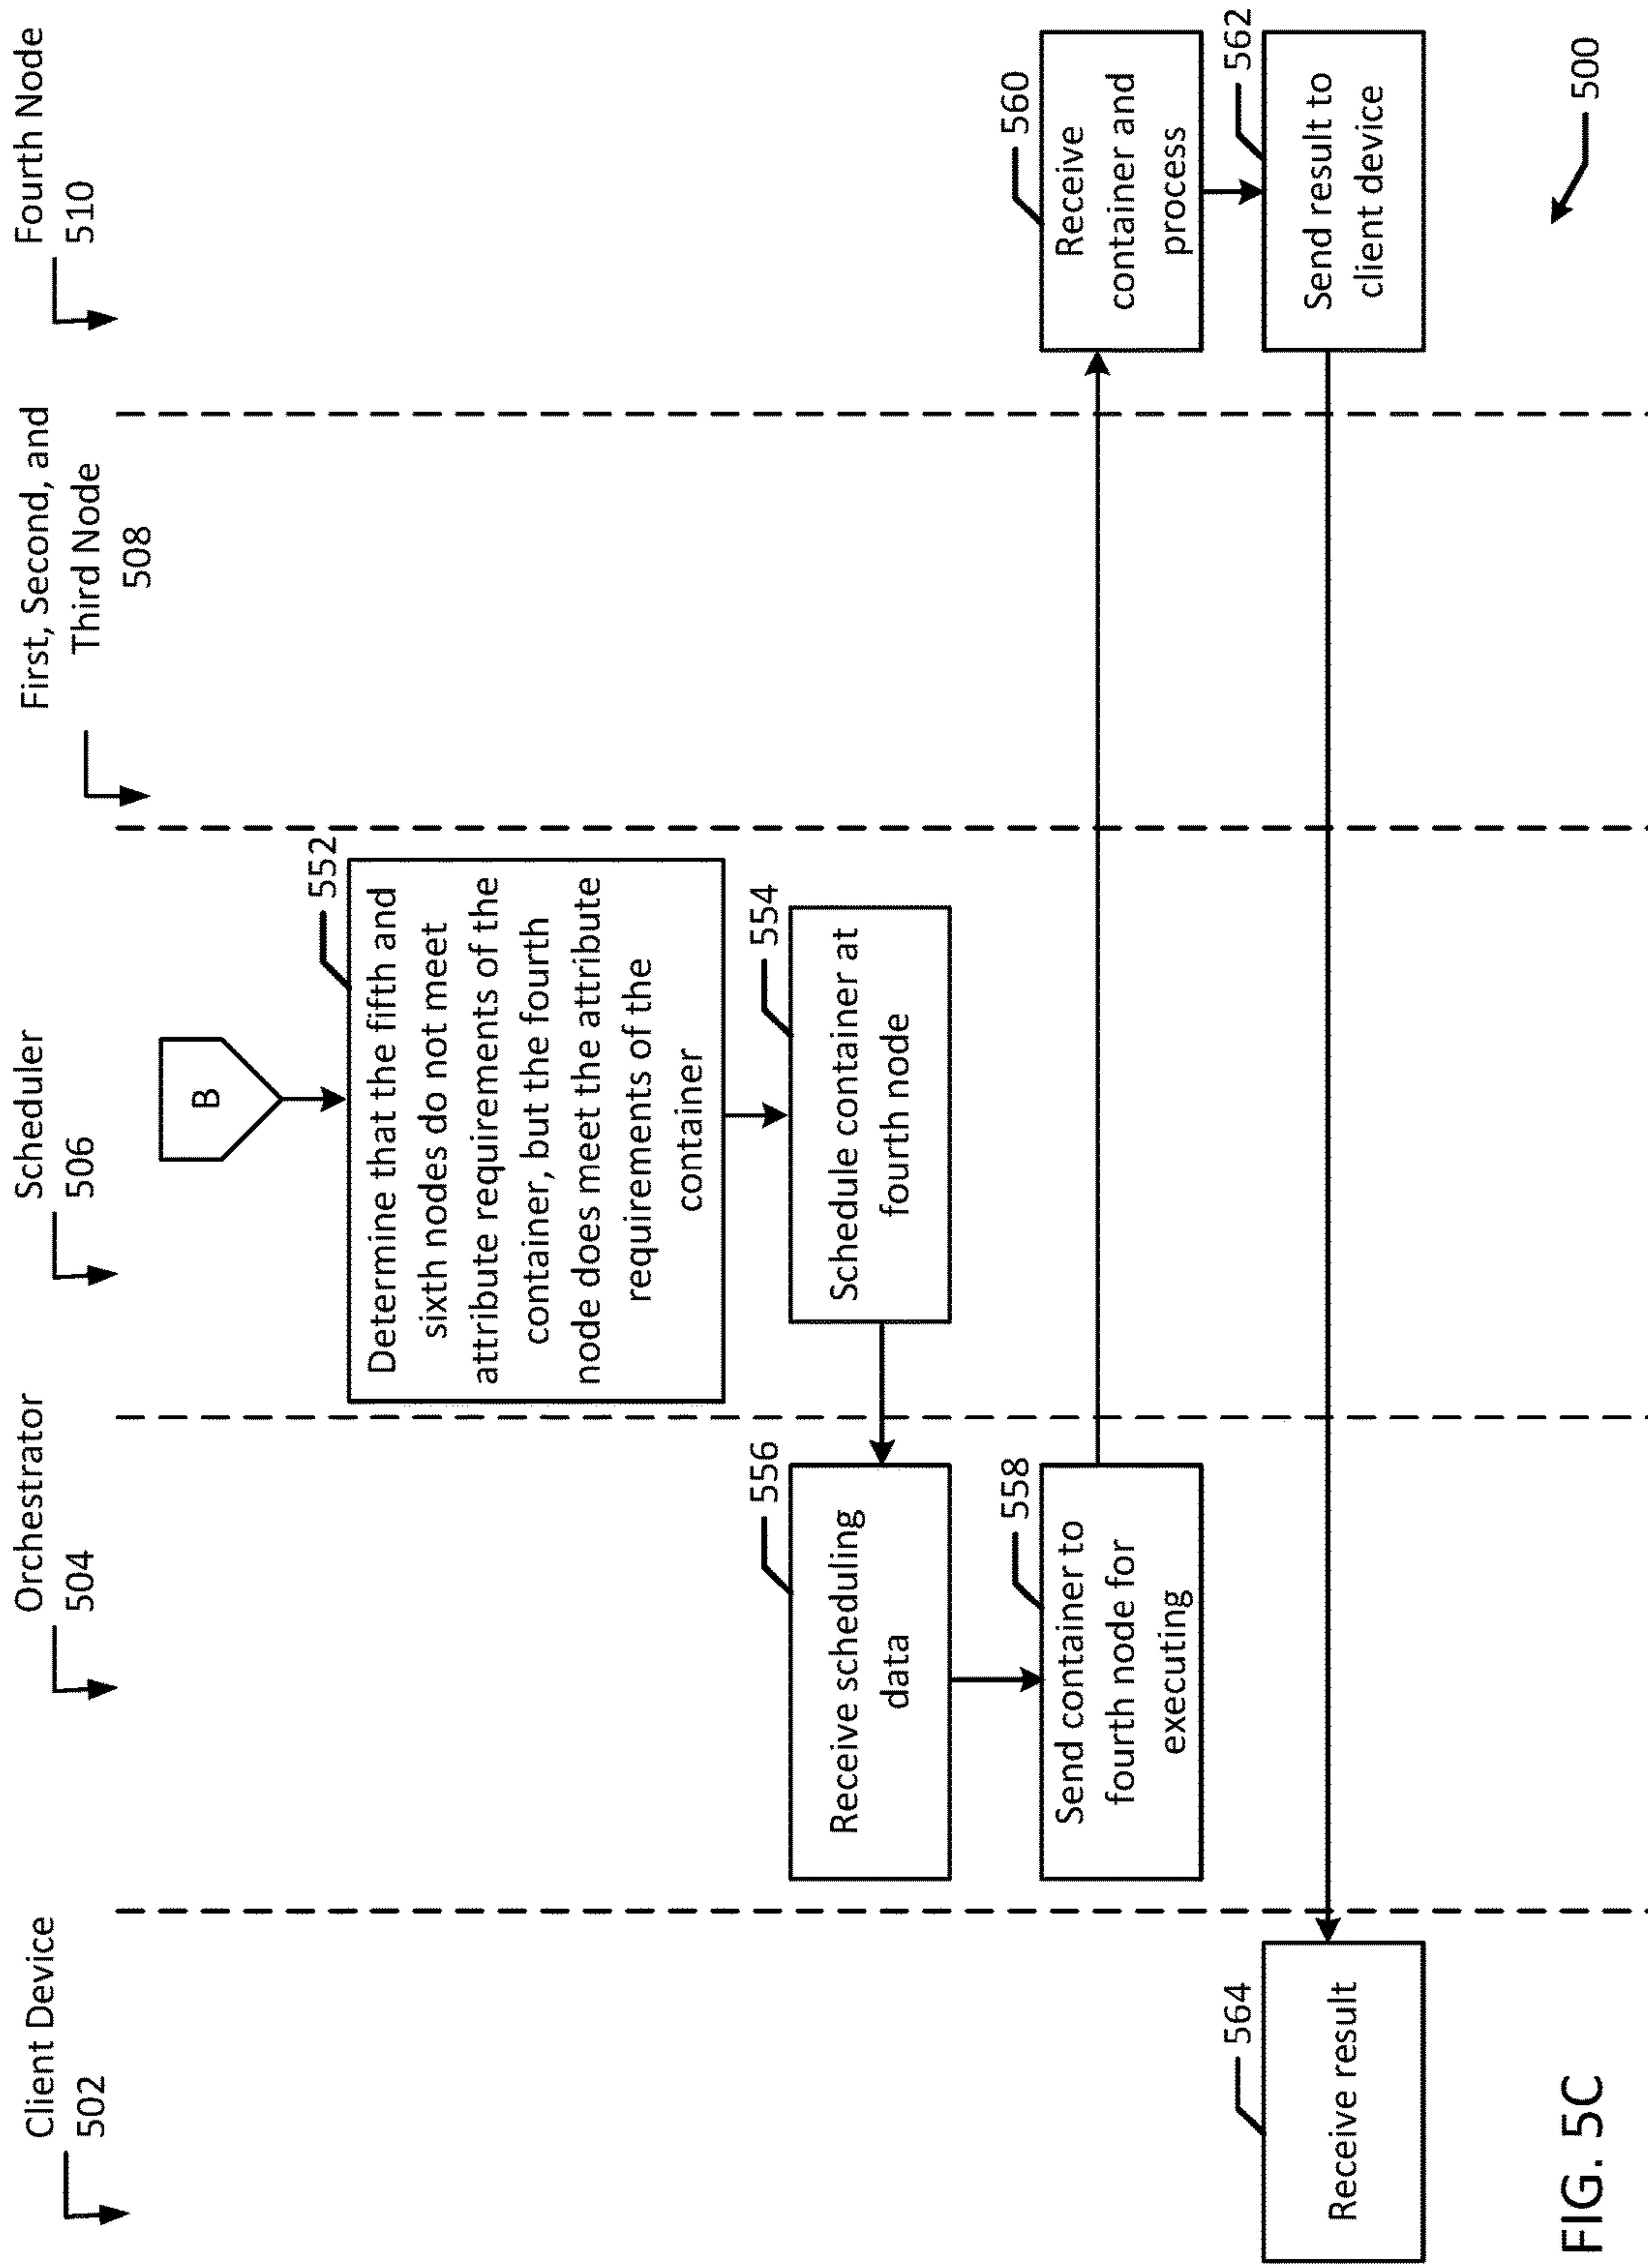 Client Device
502
Orchestrator
504
Scheduler
506
First, Second, and
Third Node
508
Fourth Node
510
B
552
Determine that the fifth and
sixth nodes do not meet
attribute requirements of the
container, but the fourth
node does meet the attribute
requirements of the
container
554
Schedule container at
fourth node
556
Receive scheduling
data
558
Send container to
fourth node for
executing
560
Receive
container and
process
562
Send result to
client device
564
Receive result
500
FIG. 5C